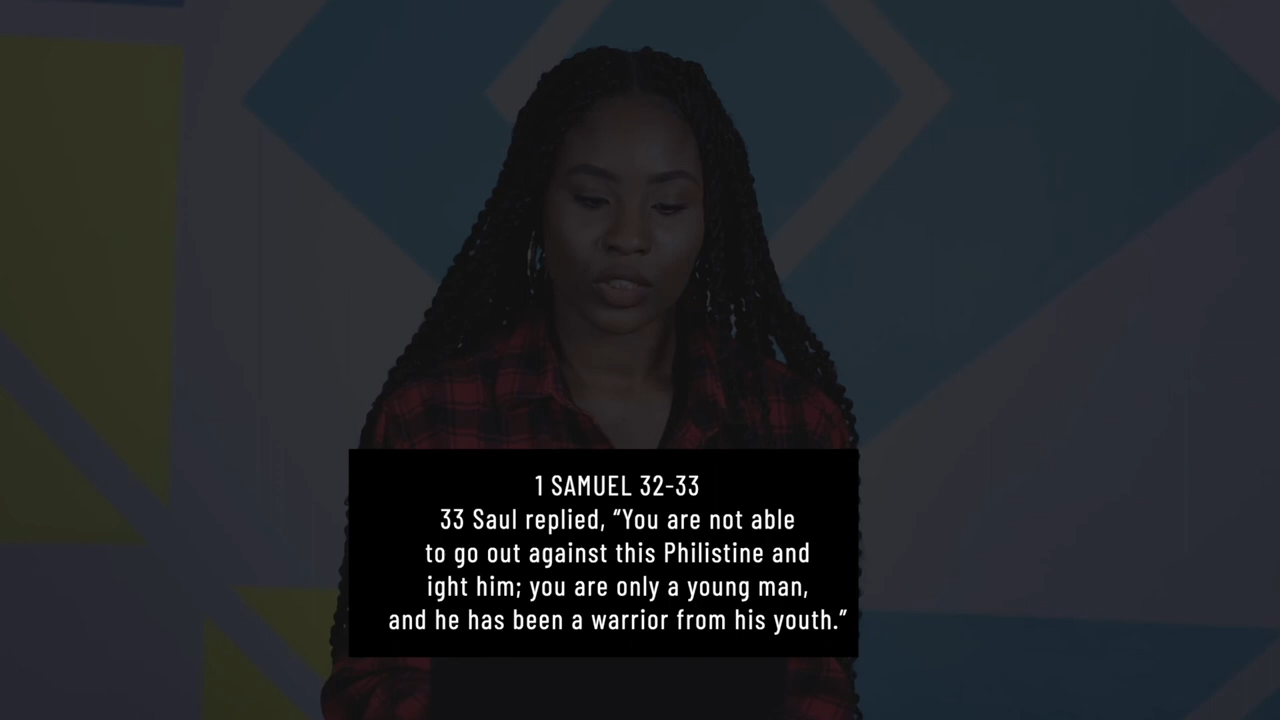 1 SAMUEL 32-33
33 Saul replied, “You are not able
to go out against this Philistine and
ight him; you are only a young man,
and he has been a warrior from his youth.”